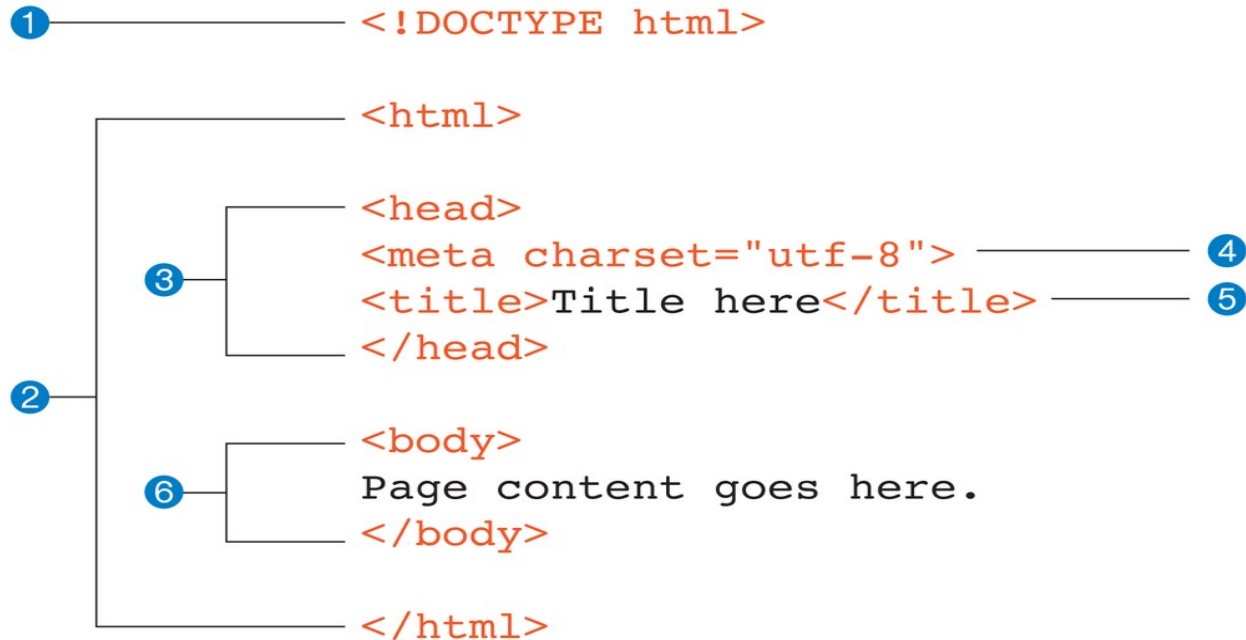 1 <!DOCTYPE html>
<html>
<head>
<meta charset="utf-8"> 4
3
<title>Title here</title> 5
</head>
2
<body>
6 Page content goes here.
</body>
</html>